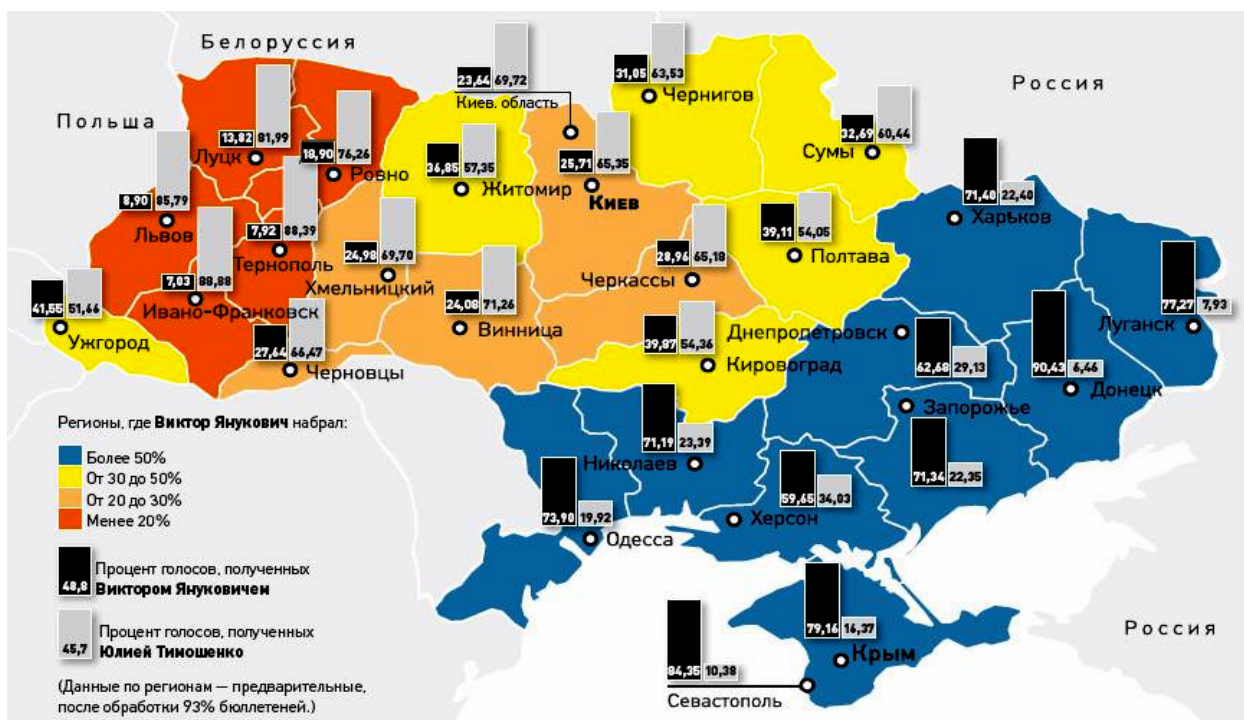 Белоруссия
Россия
Польша
23,64 69,72
Киев. область
31,05 63,53
Чернигов
13,82 81,99
Луцк
18,90 76,26
Ровно
36,85 57,35
Житомир
25,71 65,35
Киев
32,69 60,44
Сумы
8,90 85,79
Львов
7,92 88,39
Тернополь
24,98 69,70
Хмельницкий
28,96 65,18
Черкассы
39,11 54,05
Полтава
71,40 22,40
Харьков
41,55 51,66
Ужгород
7,03 88,88
Ивано-Франковск
27,64 66,47
Черновцы
24,08 71,26
Винница
39,87 54,36
Кировоград
Днепропетровск
62,68 29,13
77,27 7,93
Луганск
90,43 6,46
Донецк
71,19 23,39
Николаев
Запорожье
71,34 22,35
73,90 19,92
Одесса
59,65 34,03
Херсон
79,16 16,37
Крым
84,35 10,38
Севастополь
Россия
Регионы, где Виктор Янукович набрал:
Более 50%
От 30 до 50%
От 20 до 30%
Менее 20%
48,8
Процент голосов, полученных
Виктором Януковичем
45,7
Процент голосов, полученных
Юлией Тимошенко
(Данные по регионам — предварительные,
после обработки 93% бюллетеней.)